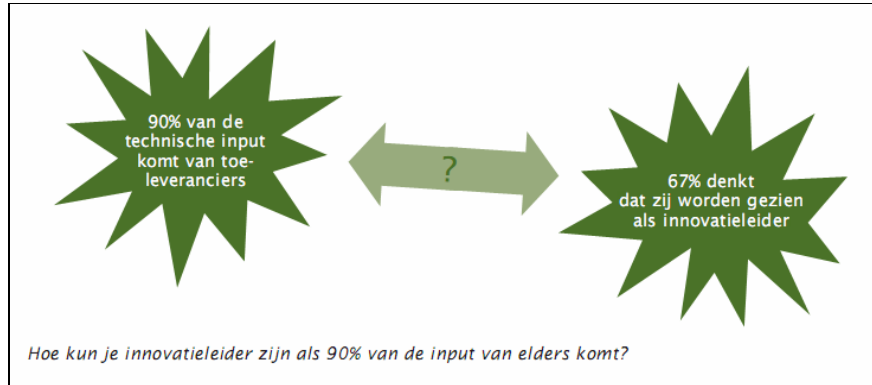 90% van de
technische input
komt van toe-
leveranciers
?
67% denkt
dat zij worden gezien
als innovatieleider
Hoe kun je innovatieleider zijn als 90% van de input van elders komt?